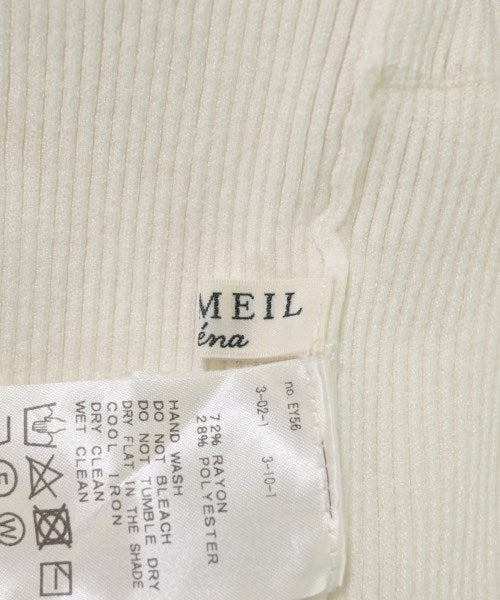 MEIL
éna
no. EY56
3-02-1 3-10-1
72% RAYON
28% POLYESTER
HAND WASH
DO NOT BLEACH
DO NOT TUMBLE DRY
DRY FLAT IN THE SHADE
COOL IRON
DRY CLEAN
WET CLEAN
F
W